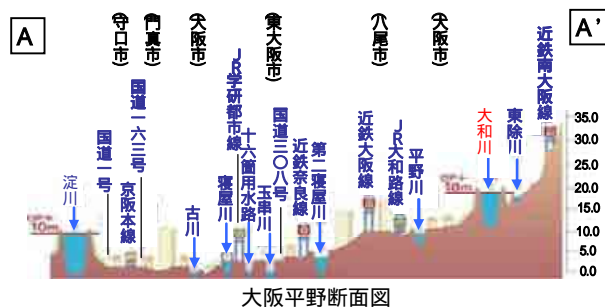 A
A'
(守口市)
(門真市)
(大阪市)
(東大阪市)
(八尾市)
(大阪市)
淀川
国道一号
京阪本線
国道一六三号
古川
寝屋川
JR学研都市線
十六箇用水路
玉串川
国道三〇八号
近鉄奈良線
第二寝屋川
近鉄大阪線
JR大和路線
平野川
大和川
東除川
近鉄南大阪線
10m
10m
35.0
30.0
25.0
20.0
15.0
10.0
5.0
0.0
大阪平野断面図